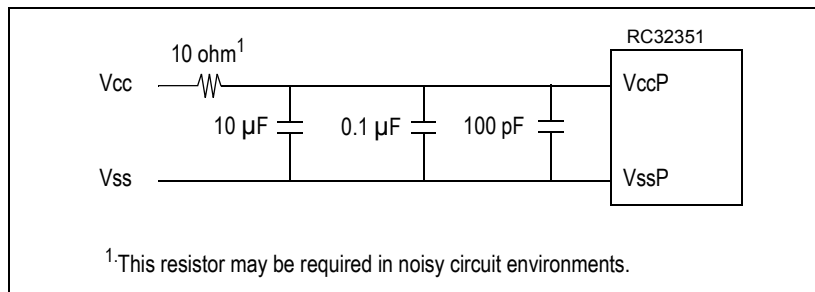 RC32351
10 ohm1
Vcc
VccP
10 µF
0.1 µF
100 pF
Vss
VssP
1.This resistor may be required in noisy circuit environments.